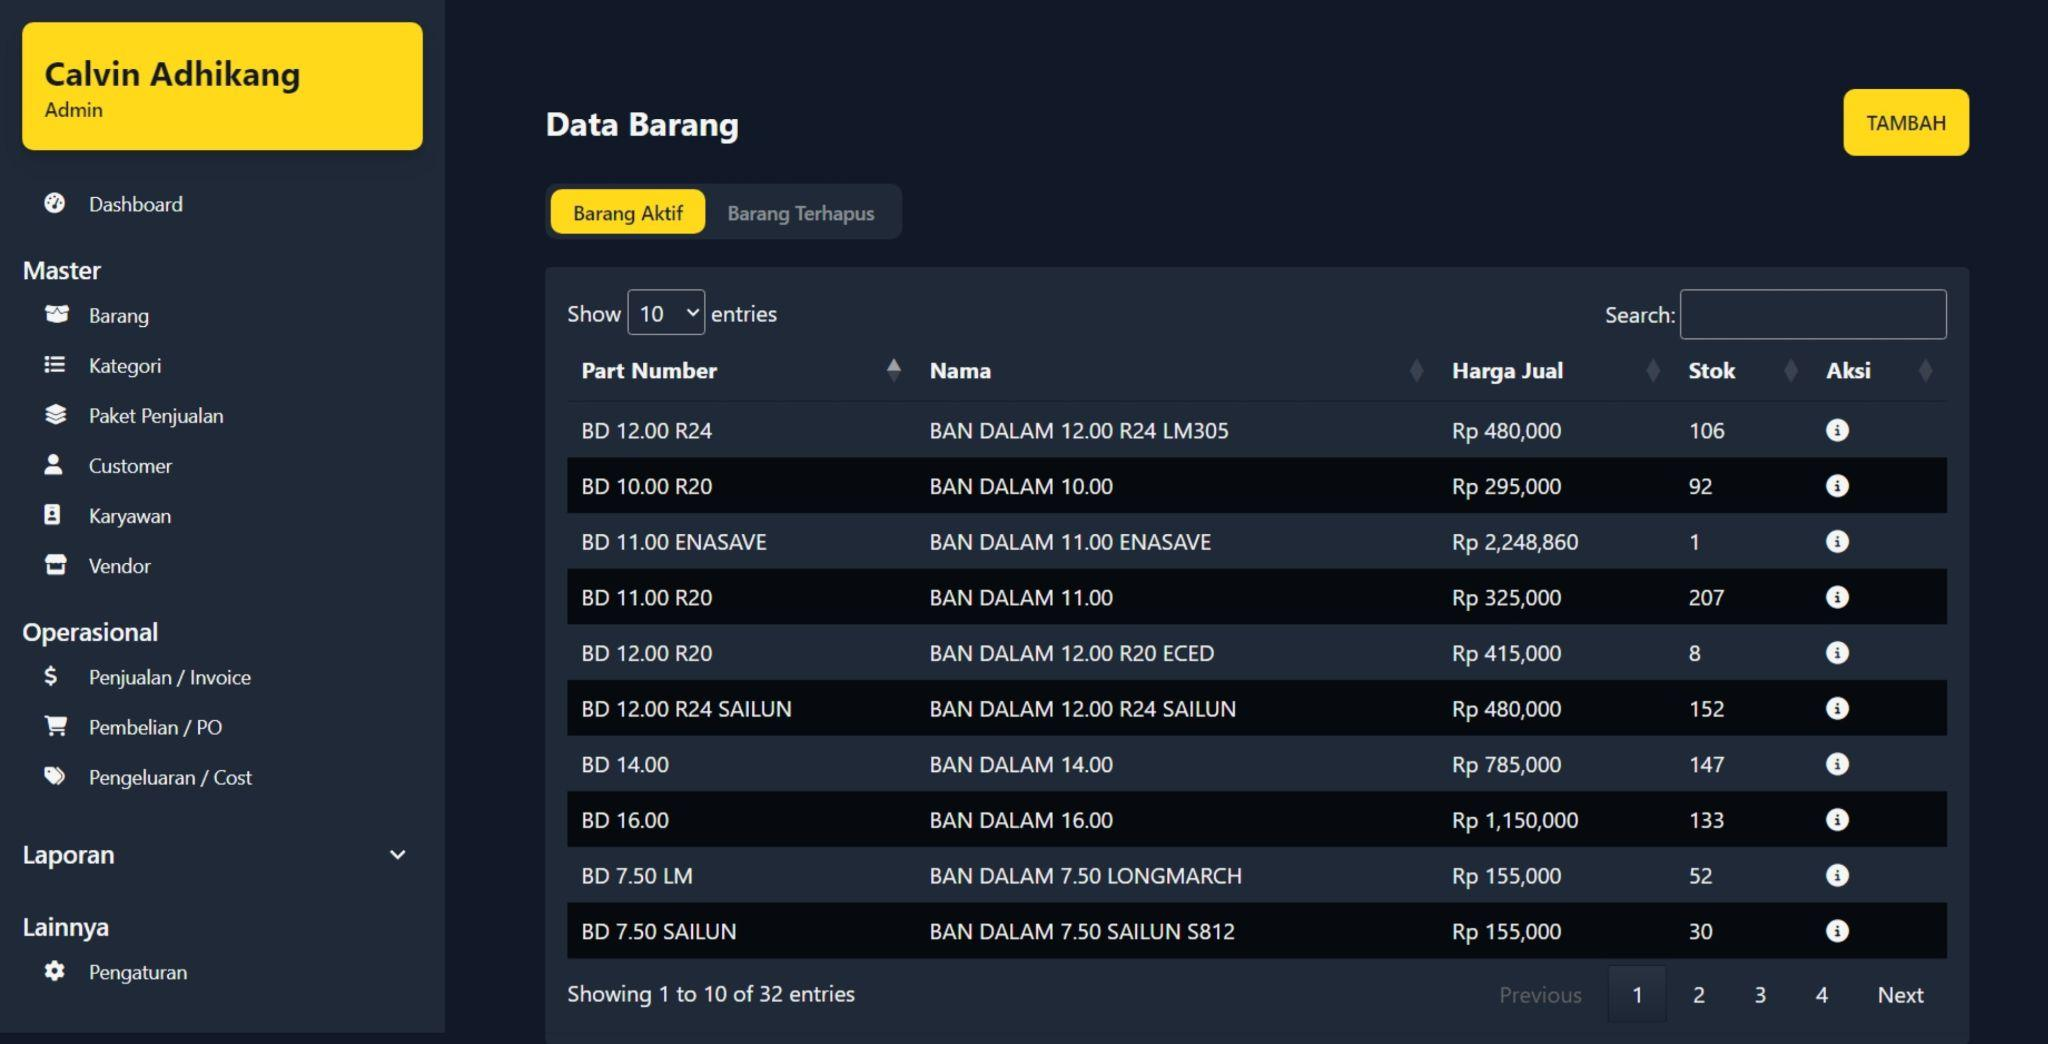 Calvin Adhikang
Admin
Dashboard
Master
Barang
Kategori
Paket Penjualan
Customer
Karyawan
Vendor
Operasional
Penjualan / Invoice
Pembelian / PO
Pengeluaran / Cost
Laporan
Lainnya
Pengaturan
Data Barang
TAMBAH
Barang Aktif Barang Terhapus
Show 10 entries Search:
Part Number Nama Harga Jual Stok Aksi
BD 12.00 R24 BAN DALAM 12.00 R24 LM305 Rp 480,000 106
BD 10.00 R20 BAN DALAM 10.00 Rp 295,000 92
BD 11.00 ENASAVE BAN DALAM 11.00 ENASAVE Rp 2,248,860 1
BD 11.00 R20 BAN DALAM 11.00 Rp 325,000 207
BD 12.00 R20 BAN DALAM 12.00 R20 ECED Rp 415,000 8
BD 12.00 R24 SAILUN BAN DALAM 12.00 R24 SAILUN Rp 480,000 152
BD 14.00 BAN DALAM 14.00 Rp 785,000 147
BD 16.00 BAN DALAM 16.00 Rp 1,150,000 133
BD 7.50 LM BAN DALAM 7.50 LONGMARCH Rp 155,000 52
BD 7.50 SAILUN BAN DALAM 7.50 SAILUN S812 Rp 155,000 30
Showing 1 to 10 of 32 entries Previous 1 2 3 4 Next